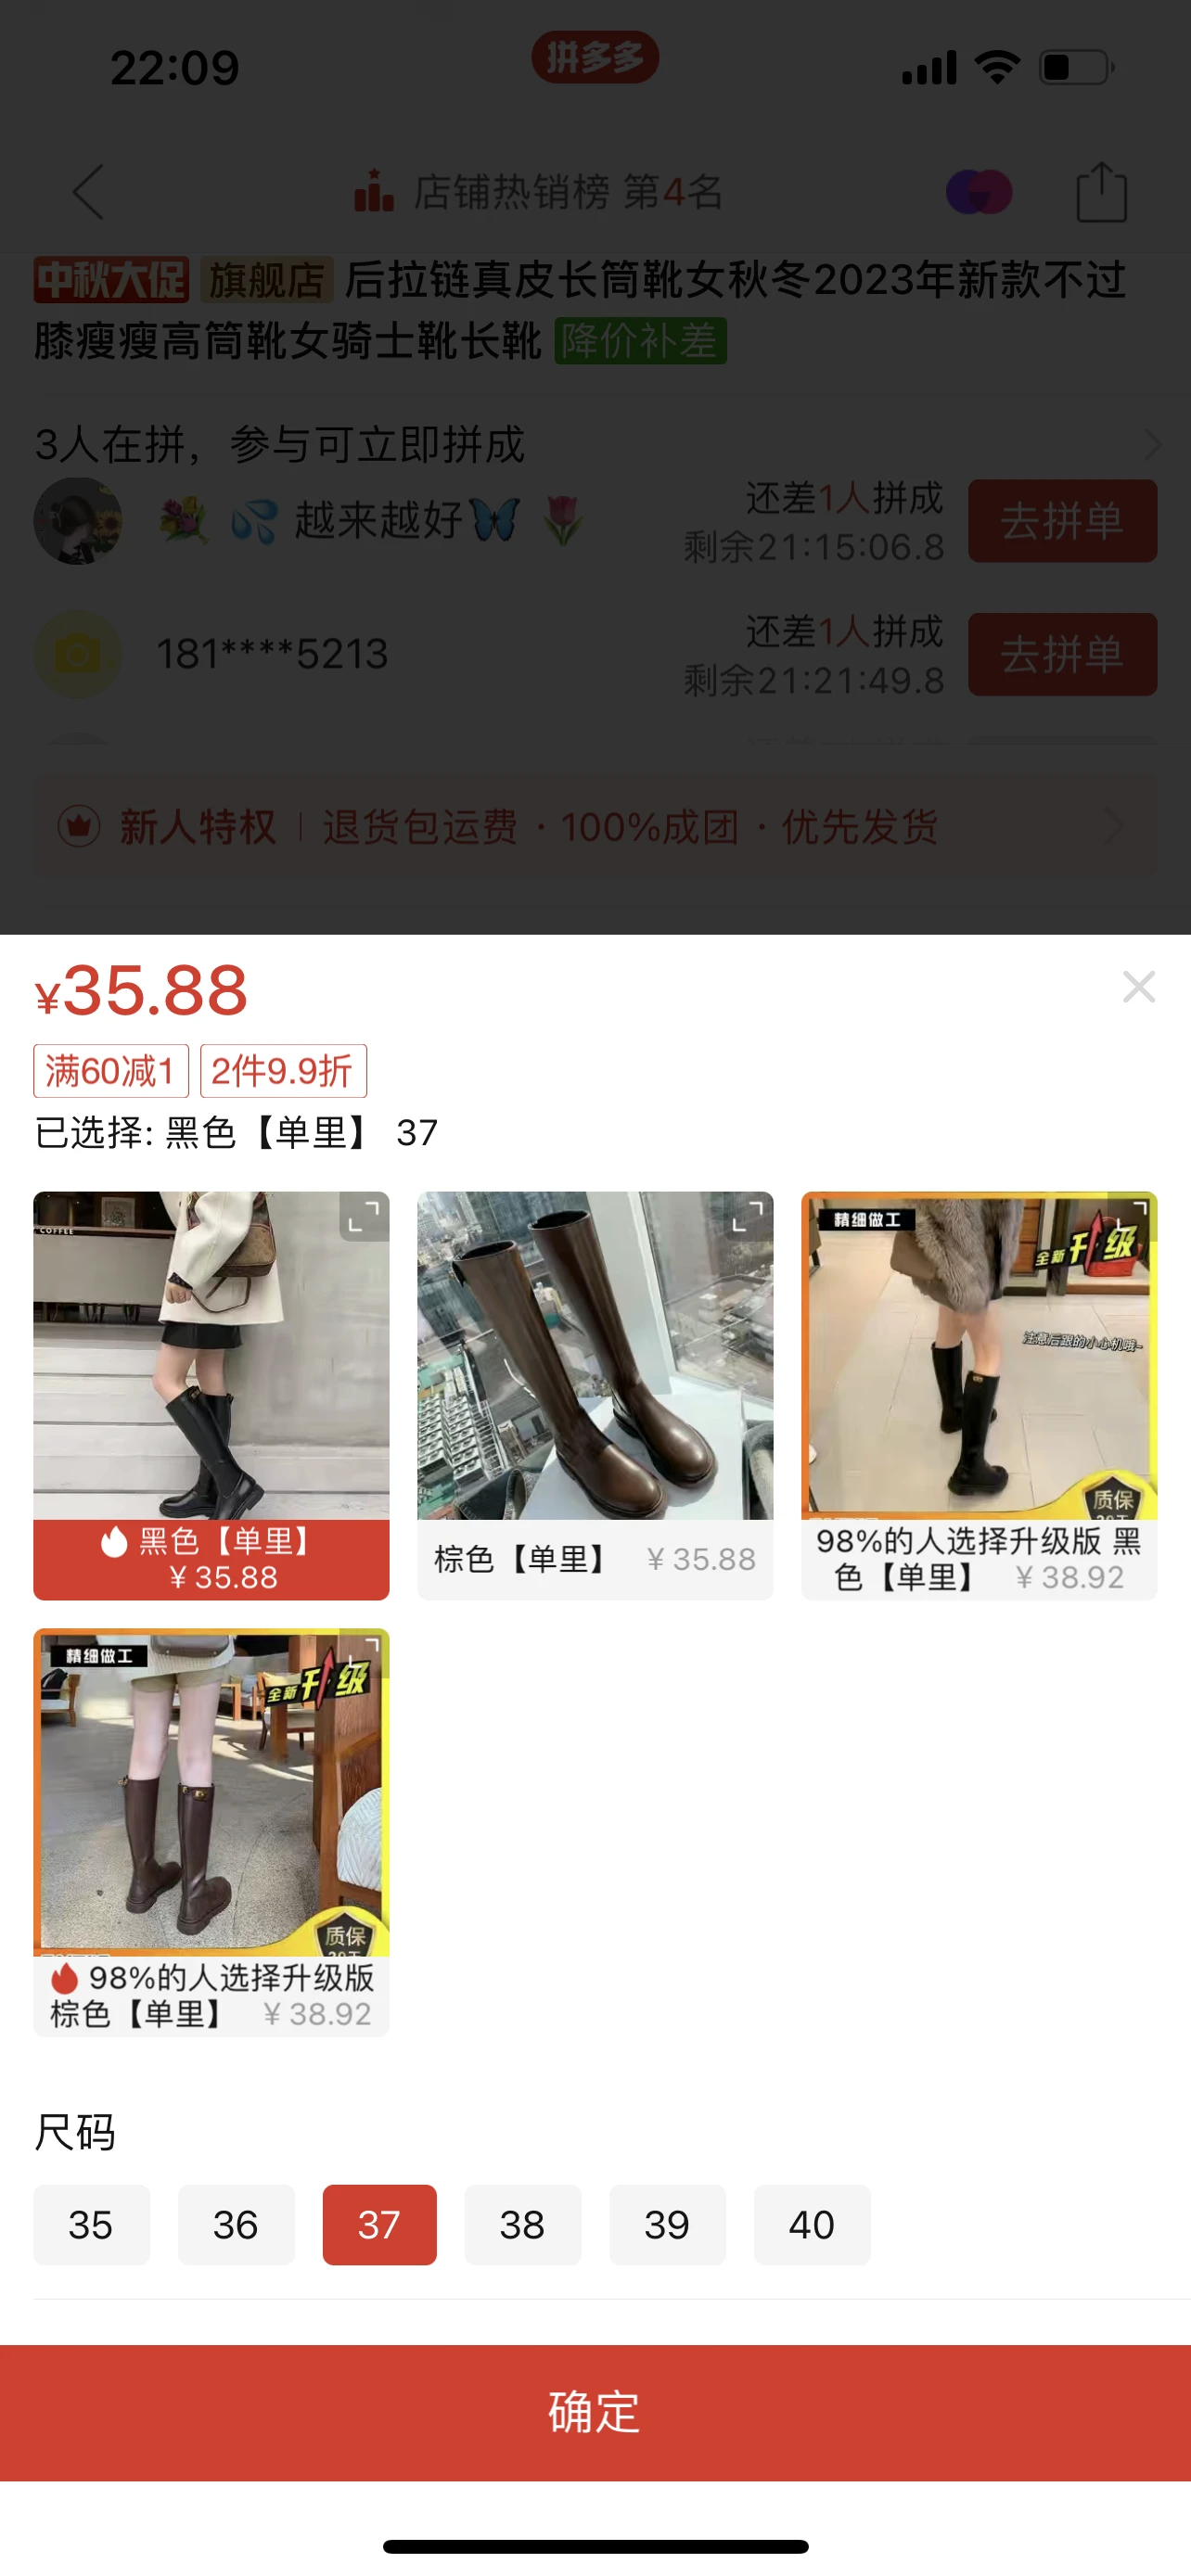 22:09
拼多多
店铺热销榜 第4名
中秋大促 旗舰店 后拉链真皮长筒靴女秋冬2023年新款不过
膝瘦瘦高筒靴女骑士靴长靴 降价补差
3人在拼，参与可立即拼成
越来越好
还差1人拼成
剩余21:15:06.8
去拼单
181****5213
还差1人拼成
剩余21:21:49.8
去拼单
新人特权 | 退货包运费 · 100%成团 · 优先发货
¥35.88
满60减1 2件9.9折
已选择: 黑色【单里】 37
COFFEE
黑色【单里】
¥ 35.88
棕色【单里】 ¥ 35.88
精细做工
全新升级
注意后跟的小心机哦~
质保
98%的人选择升级版 黑
色【单里】 ¥ 38.92
精细做工
全新升级
质保
98%的人选择升级版
棕色【单里】 ¥ 38.92
尺码
35 36 37 38 39 40
确定